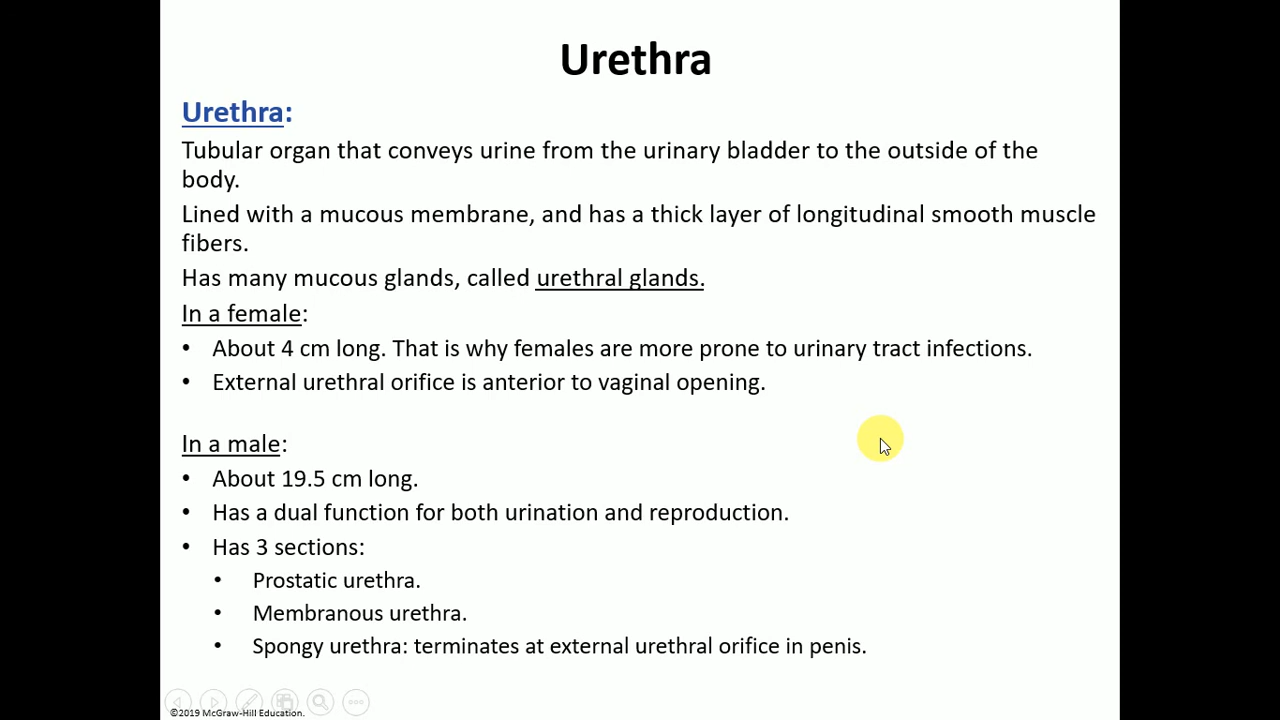 Urethra
Urethra:
Tubular organ that conveys urine from the urinary bladder to the outside of the
body.
Lined with a mucous membrane, and has a thick layer of longitudinal smooth muscle
fibers.
Has many mucous glands, called urethral glands.
In a female:
• About 4 cm long. That is why females are more prone to urinary tract infections.
• External urethral orifice is anterior to vaginal opening.
In a male:
• About 19.5 cm long.
• Has a dual function for both urination and reproduction.
• Has 3 sections:
• Prostatic urethra.
• Membranous urethra.
• Spongy urethra: terminates at external urethral orifice in penis.
©2019 McGraw-Hill Education.